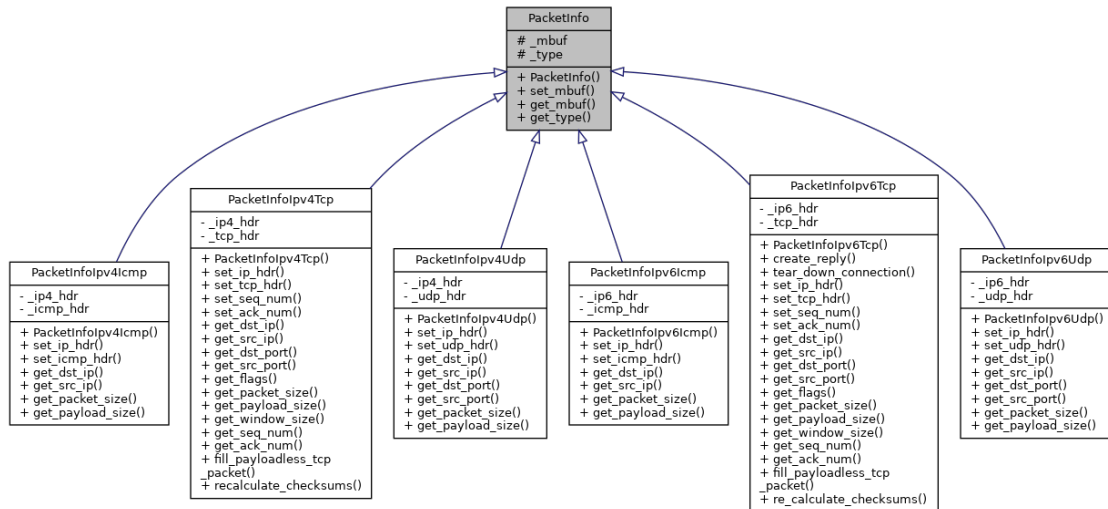 PacketInfo
# _mbuf
# _type
+ PacketInfo()
+ set_mbuf()
+ get_mbuf()
+ get_type()
PacketInfoIpv4Icmp
- _ip4_hdr
- _icmp_hdr
+ PacketInfoIpv4Icmp()
+ set_ip_hdr()
+ set_icmp_hdr()
+ get_dst_ip()
+ get_src_ip()
+ get_packet_size()
+ get_payload_size()
PacketInfoIpv4Tcp
- _ip4_hdr
- _tcp_hdr
+ PacketInfoIpv4Tcp()
+ set_ip_hdr()
+ set_tcp_hdr()
+ set_seq_num()
+ set_ack_num()
+ get_dst_ip()
+ get_src_ip()
+ get_dst_port()
+ get_src_port()
+ get_flags()
+ get_packet_size()
+ get_payload_size()
+ get_window_size()
+ get_seq_num()
+ get_ack_num()
+ fill_payloadless_tcp
_packet()
+ recalculate_checksums()
PacketInfoIpv4Udp
- _ip4_hdr
- _udp_hdr
+ PacketInfoIpv4Udp()
+ set_ip_hdr()
+ set_udp_hdr()
+ get_dst_ip()
+ get_src_ip()
+ get_dst_port()
+ get_src_port()
+ get_packet_size()
+ get_payload_size()
PacketInfoIpv6Icmp
- _ip6_hdr
- _icmp_hdr
+ PacketInfoIpv6Icmp()
+ set_ip_hdr()
+ set_icmp_hdr()
+ get_dst_ip()
+ get_src_ip()
+ get_packet_size()
+ get_payload_size()
PacketInfoIpv6Tcp
- _ip6_hdr
- _tcp_hdr
+ PacketInfoIpv6Tcp()
+ create_reply()
+ tear_down_connection()
+ set_ip_hdr()
+ set_tcp_hdr()
+ set_seq_num()
+ set_ack_num()
+ get_dst_ip()
+ get_src_ip()
+ get_dst_port()
+ get_src_port()
+ get_flags()
+ get_packet_size()
+ get_payload_size()
+ get_window_size()
+ get_seq_num()
+ get_ack_num()
+ fill_payloadless_tcp
_packet()
+ re_calculate_checksums()
PacketInfoIpv6Udp
- _ip6_hdr
- _udp_hdr
+ PacketInfoIpv6Udp()
+ set_ip_hdr()
+ set_udp_hdr()
+ get_dst_ip()
+ get_src_ip()
+ get_dst_port()
+ get_src_port()
+ get_packet_size()
+ get_payload_size()